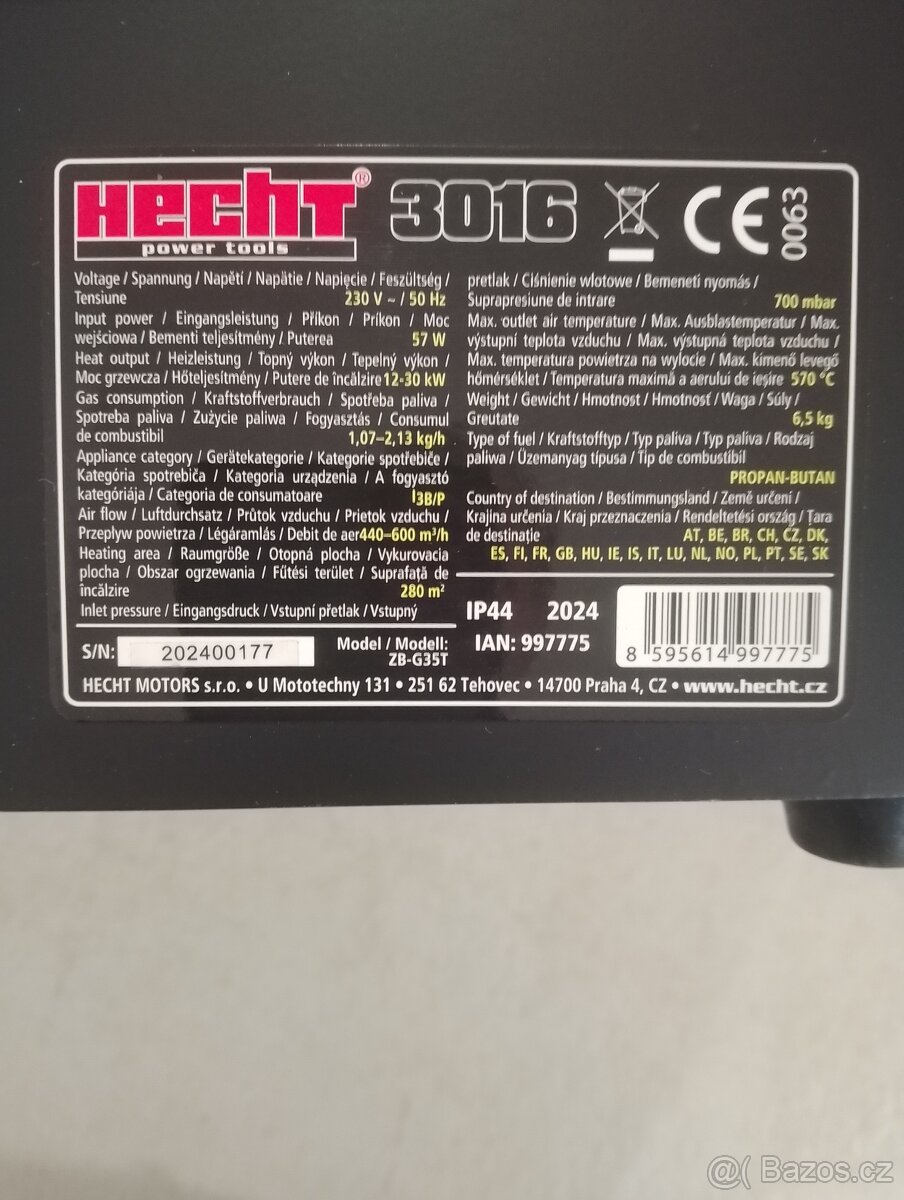 HECHT® 3016 CE 0063
power tools
Voltage / Spannung / Napětí / Napätie / Napięcie / Feszültség /
Tensiune 230 V ~ / 50 Hz
Input power / Eingangsleistung / Příkon / Príkon / Moc
wejściowa / Bementi teljesítmény / Puterea 57 W
Heat output / Heizleistung / Topný výkon / Tepelný výkon /
Moc grzewcza / Hőteljesítmény / Putere de încălzire 12-30 kW
Gas consumption / Kraftstoffverbrauch / Spotřeba paliva /
Spotreba paliva / Zużycie paliwa / Fogyasztás / Consumul
de combustibil 1,07–2,13 kg/h
Appliance category / Gerätekategorie / Kategorie spotřebiče /
Kategória spotrebiča / Kategoria urządzenia / A fogyasztó
kategóriája / Categoria de consumatoare I3B/P
Air flow / Luftdurchsatz / Průtok vzduchu / Prietok vzduchu /
Przepływ powietrza / Légáramlás / Debit de aer 440–600 m³/h
Heating area / Raumgröße / Otopná plocha / Vykurovacia
plocha / Obszar ogrzewania / Fűtési terület / Suprafață de
încălzire 280 m²
Inlet pressure / Eingangsdruck / Vstupní přetlak / Vstupný
pretlak / Ciśnienie wlotowe / Bemeneti nyomás /
Suprapresiune de intrare 700 mbar
Max. outlet air temperature / Max. Ausblastemperatur / Max.
výstupní teplota vzduchu / Max. výstupná teplota vzduchu /
Max. temperatura powietrza na wylocie / Max. kimenő levegő
hőmérséklet / Temperatura maximă a aerului de ieșire 570 °C
Weight / Gewicht / Hmotnost / Hmotnosť / Waga / Súly /
Greutate 6,5 kg
Type of fuel / Kraftstofftyp / Typ paliva / Typ paliva / Rodzaj
paliwa / Üzemanyag típusa / Tip de combustibil
PROPAN-BUTAN
Country of destination / Bestimmungsland / Země určení /
Krajina určenia / Kraj przeznaczenia / Rendeltetési ország / Țara
de destinație AT, BE, BR, CH, CZ, DK,
ES, FI, FR, GB, HU, IE, IS, IT, LU, NL, NO, PL, PT, SE, SK
S/N: 202400177
Model / Modell:
ZB-G35T
IP44 2024
IAN: 997775
8 595614 997775
HECHT MOTORS s.r.o. • U Mototechny 131 • 251 62 Tehovec • 14700 Praha 4, CZ • www.hecht.cz
@( Bazos.cz